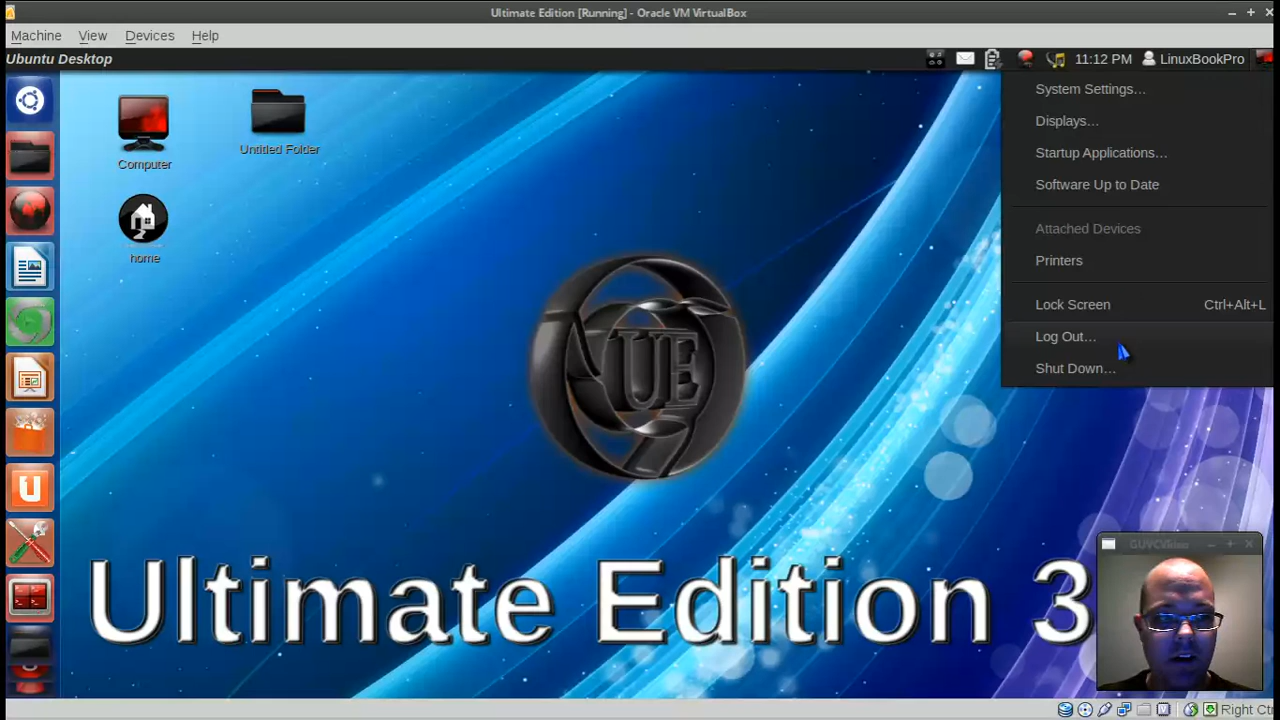 Ultimate Edition [Running] - Oracle VM VirtualBox
Machine View Devices Help
Ubuntu Desktop 11:12 PM LinuxBookPro
System Settings...
Displays...
Startup Applications...
Software Up to Date
Attached Devices
Printers
Lock Screen Ctrl+Alt+L
Log Out...
Shut Down...
Computer
Untitled Folder
home
UE
U
GUVCVideo
Ultimate Edition 3
Right Ctr